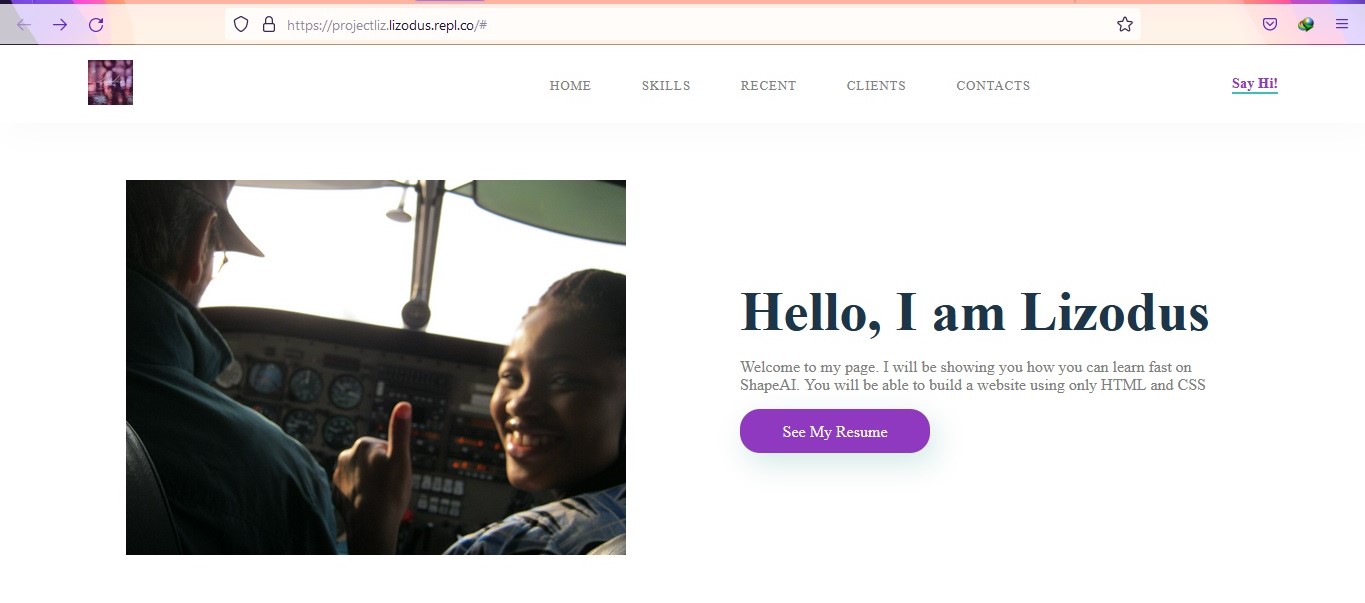 https://projectliz.lizodus.repl.co/#
HOME SKILLS RECENT CLIENTS CONTACTS Say Hi!
Hello, I am Lizodus
Welcome to my page. I will be showing you how you can learn fast on
ShapeAI. You will be able to build a website using only HTML and CSS
See My Resume